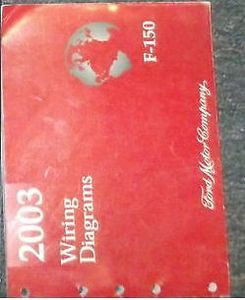 2003
Wiring
Diagrams
F-150
Ford Motor Company